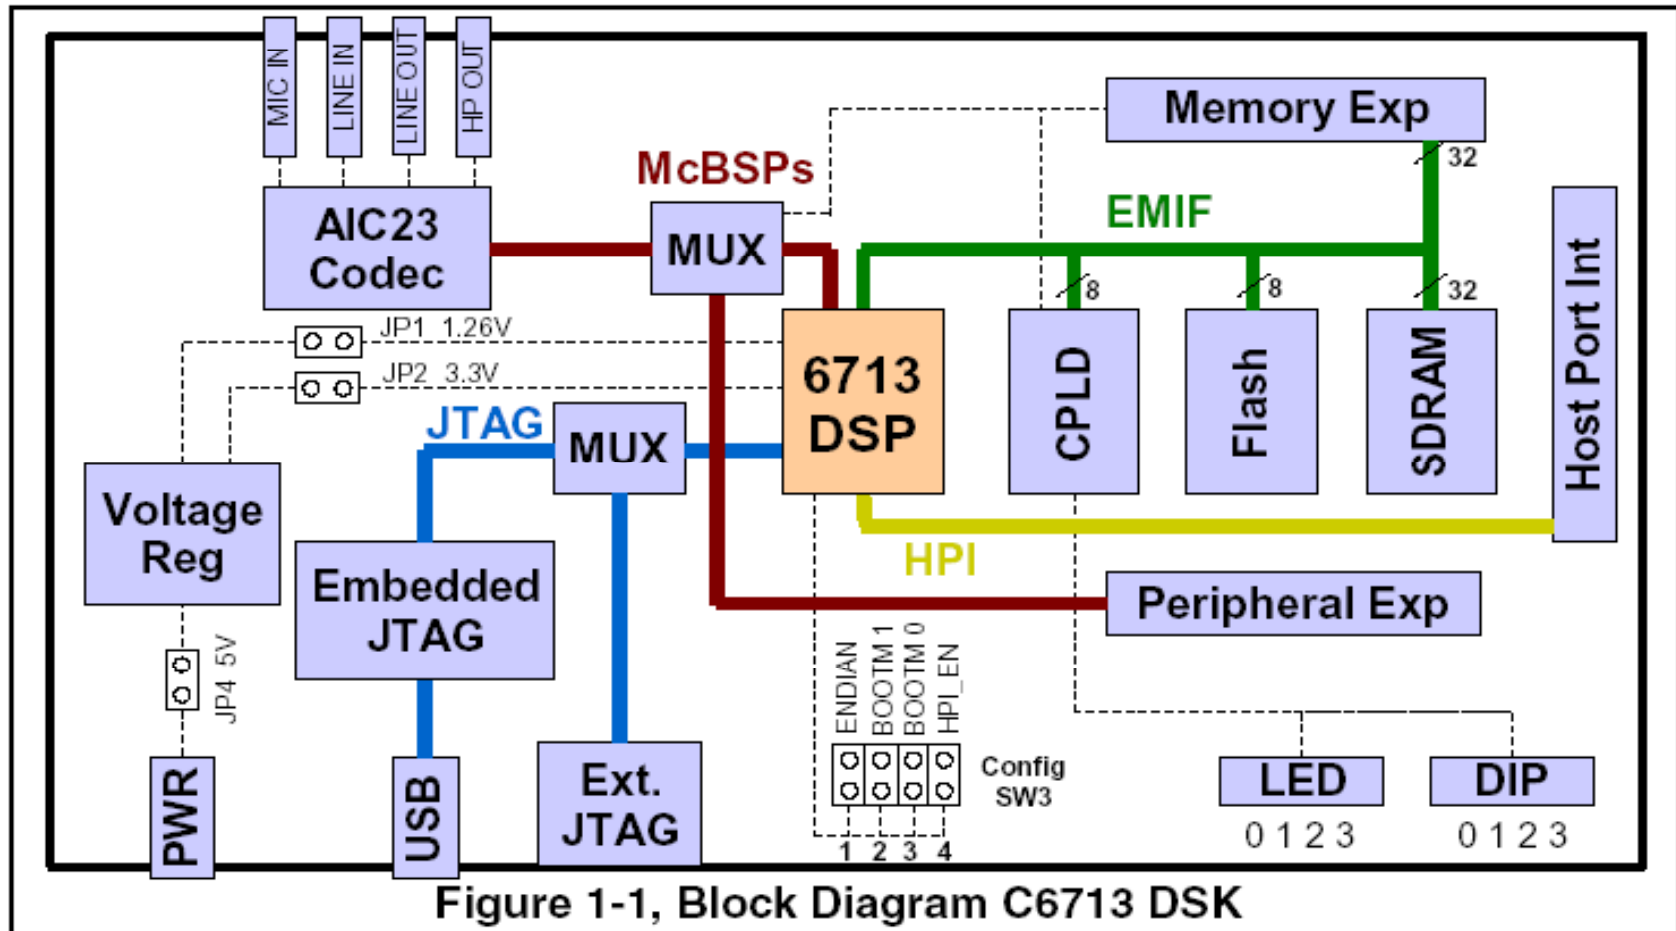 MIC IN
LINE IN
LINE OUT
HP OUT
Memory Exp
32
McBSPs
EMIF
AIC23
Codec
MUX
8
8
32
Host Port Int
JP1 1.26V
JP2 3.3V
6713
DSP
CPLD
Flash
SDRAM
JTAG
MUX
Voltage
Reg
HPI
Embedded
JTAG
Peripheral Exp
JP4 5V
ENDIAN
BOOTM 1
BOOTM 0
HPI_EN
Config
SW3
PWR
USB
Ext.
JTAG
LED
DIP
0 1 2 3
0 1 2 3
1 2 3 4
Figure 1-1, Block Diagram C6713 DSK